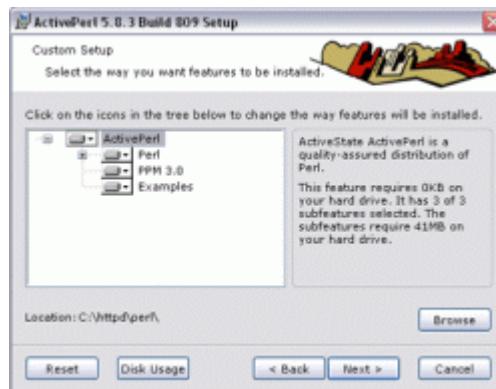 ActivePerl 5.8.3 Build 809 Setup
Custom Setup
Select the way you want features to be installed.
Click on the icons in the tree below to change the way features will be installed.
ActivePerl
Perl
PPM 3.0
Examples
ActiveState ActivePerl is a
quality-assured distribution of
Perl.
This feature requires 0KB on
your hard drive. It has 3 of 3
subfeatures selected. The
subfeatures require 41MB on
your hard drive.
Location: C:\httpd\perl\
Browse
Reset
Disk Usage
< Back
Next >
Cancel